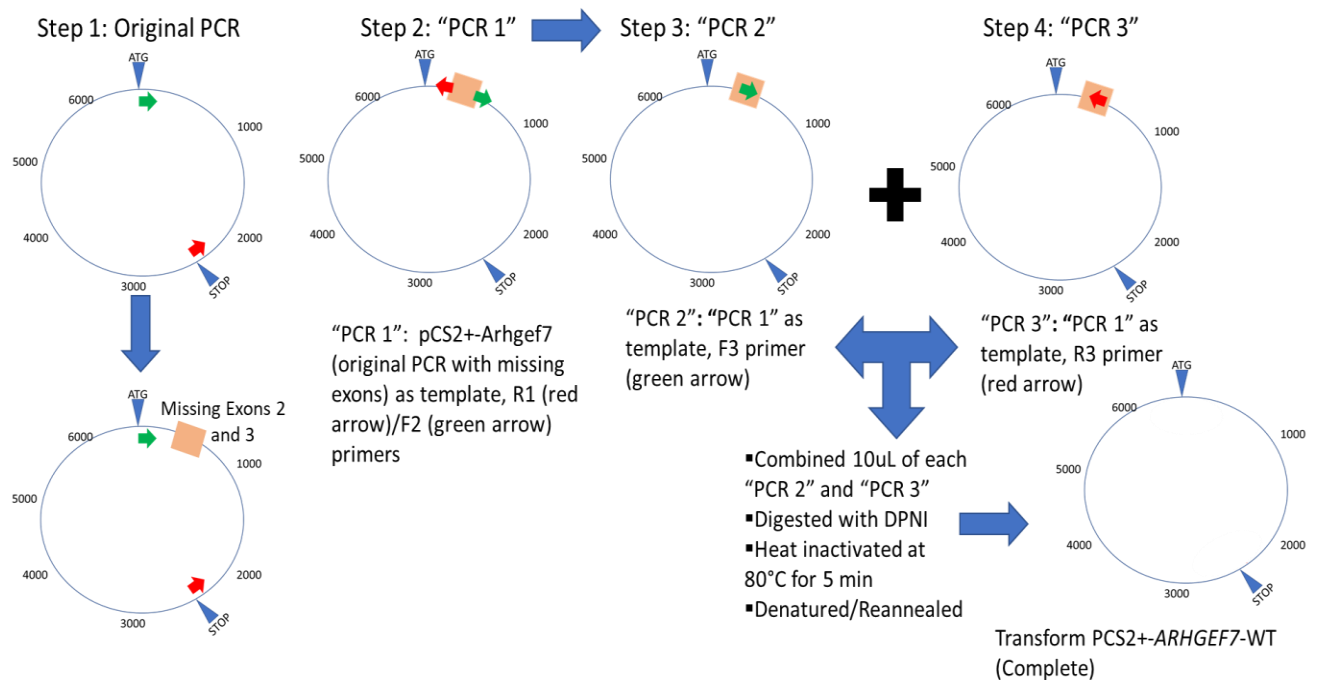 Step 1: Original PCR
ATG
6000
1000
5000
4000
2000
3000
STOP
ATG
Missing Exons 2
and 3
6000
1000
5000
4000
2000
3000
STOP
Step 2: “PCR 1”
ATG
6000
1000
5000
4000
2000
3000
STOP
“PCR 1”: pCS2+-Arhgef7
(original PCR with missing
exons) as template, R1 (red
arrow)/F2 (green arrow)
primers
Step 3: “PCR 2”
ATG
6000
1000
5000
4000
2000
3000
STOP
“PCR 2”: “PCR 1” as
template, F3 primer
(green arrow)
Step 4: “PCR 3”
ATG
6000
1000
5000
4000
2000
3000
STOP
“PCR 3”: “PCR 1” as
template, R3 primer
(red arrow)
▪Combined 10uL of each
“PCR 2” and “PCR 3”
▪Digested with DPNI
▪Heat inactivated at
80°C for 5 min
▪Denatured/Reannealed
ATG
6000
1000
5000
4000
2000
3000
STOP
Transform PCS2+-ARHGEF7-WT
(Complete)